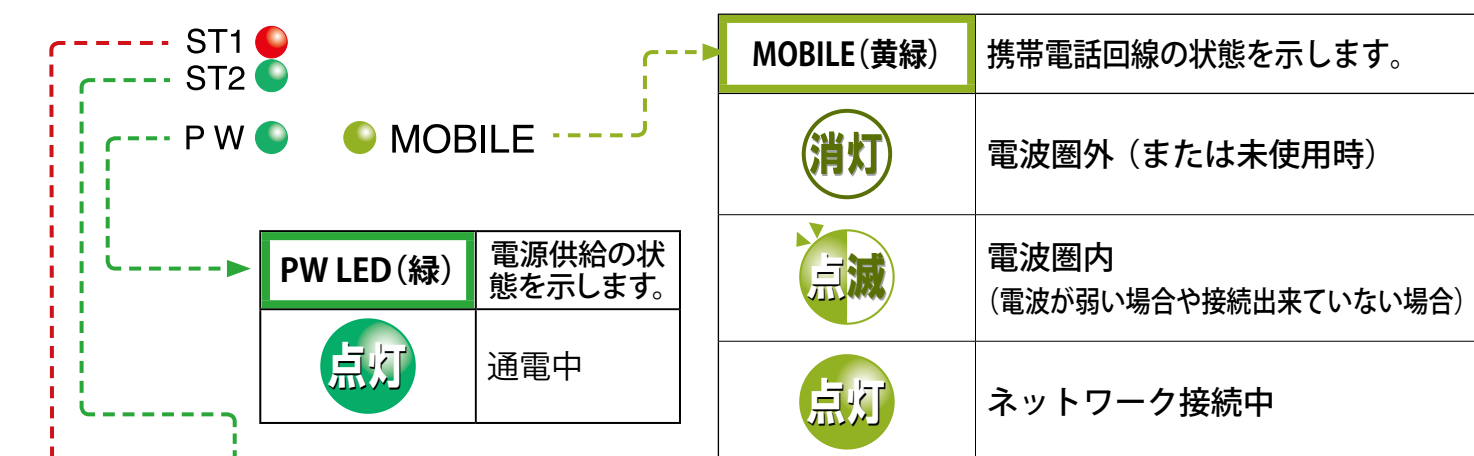 ST1
ST2
P W
MOBILE
PW LED（緑）
電源供給の状
態を示します。
点灯
通電中
MOBILE（黄緑）
携帯電話回線の状態を示します。
消灯
電波圏外（または未使用時）
点滅
電波圏内
（電波が弱い場合や接続出来ていない場合）
点灯
ネットワーク接続中